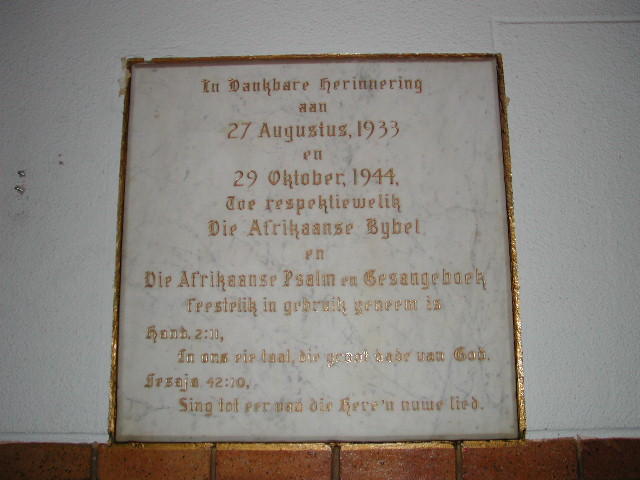 In Dankbare Herinnering
aan
27 Augustus, 1933
en
29 Oktober, 1944.
Toe respektiewelik
Die Afrikaanse Bybel
en
Die Afrikaanse Psalm en Gesangeboek
feestelik in gebruik geneem is
Hand. 2:11,
In ons eie taal, die groot dade van God.
Jesaja 42:10,
Sing tot eer van die Here 'n nuwe lied.